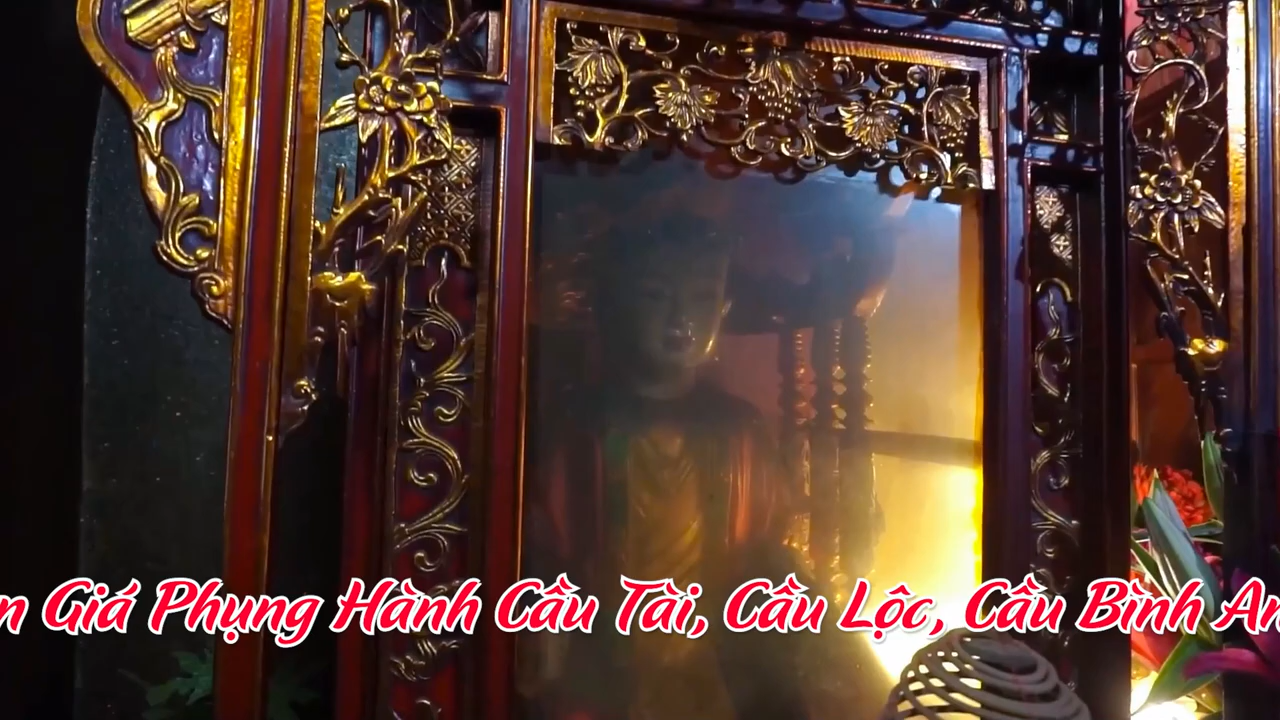 n Giá Phụng Hành Cầu Tài, Cầu Lộc, Cầu Bình An